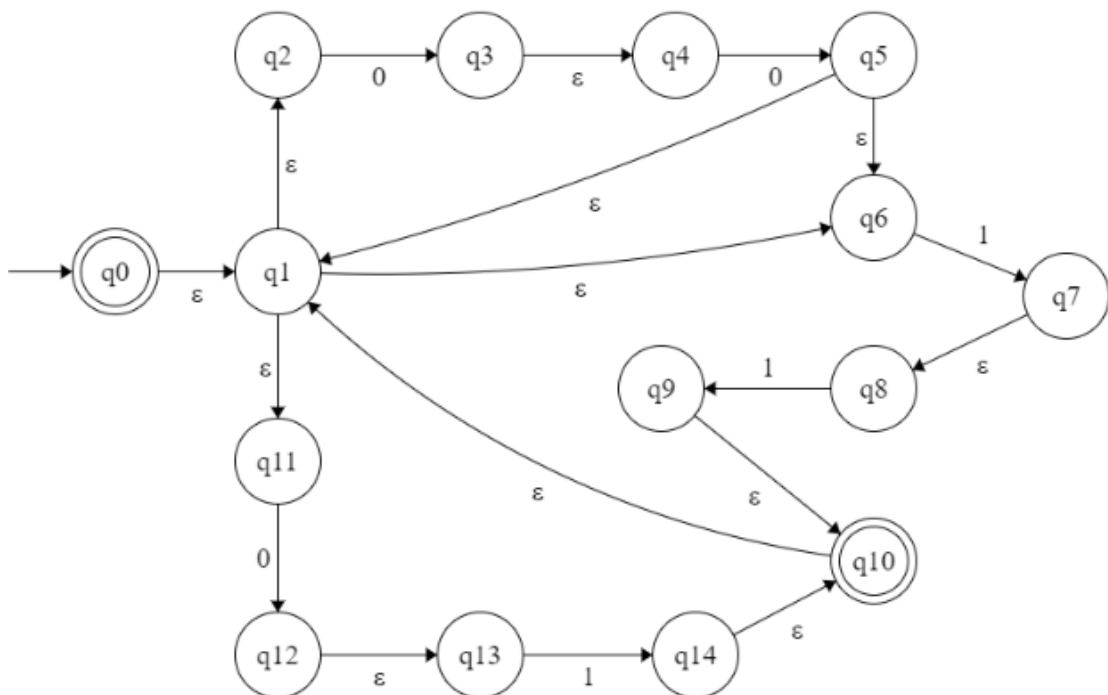 q2 0 q3 ε q4 0 q5
ε ε
ε q6 1
q0 ε q1 ε q7
ε q9 1 q8 ε
q11 ε ε
0 q10
q12 ε q13 1 q14 ε